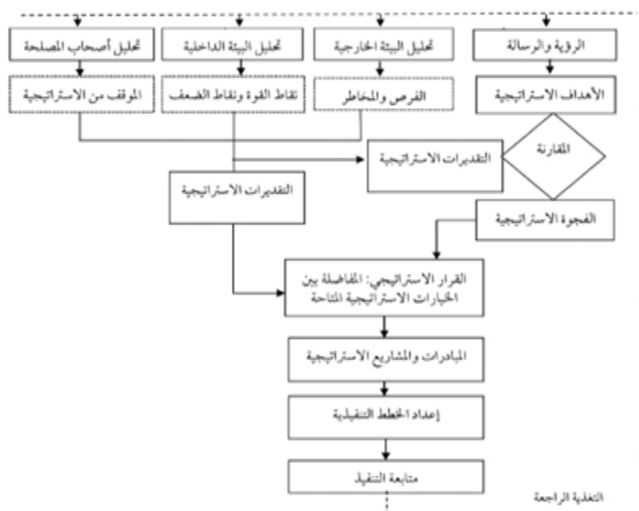 الرؤية والرسالة
تحليل البيئة الخارجية
تحليل البيئة الداخلية
تحليل أصحاب المصلحة
الأهداف الاستراتيجية
الفرص والمخاطر
نقاط القوة ونقاط الضعف
الموقف من الاستراتيجية
المقارنة
التقديرات الاستراتيجية
التقديرات الاستراتيجية
الفجوة الاستراتيجية
القرار الاستراتيجي: المفاضلة بين
الخيارات الاستراتيجية المتاحة
المبادرات والمشاريع الاستراتيجية
إعداد الخطط التنفيذية
متابعة التنفيذ
التغذية الراجعة